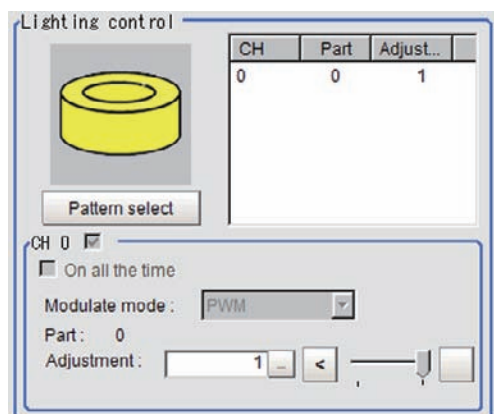 Lighting control
CH Part Adjust...
0 0 1
Pattern select
CH 0
On all the time
Modulate mode : PWM
Part : 0
Adjustment : 1 ... <